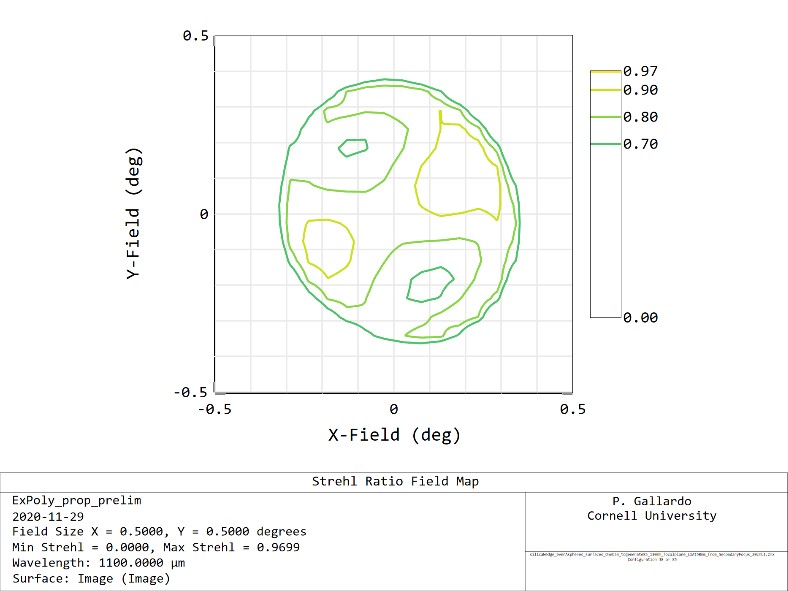 0.5
0
-0.5
Y-Field (deg)
-0.5
0
0.5
X-Field (deg)
0.97
0.90
0.80
0.70
0.00
Strehl Ratio Field Map
ExPoly_prop_prelim
2020-11-29
Field Size X = 0.5000, Y = 0.5000 degrees
Min Strehl = 0.0000, Max Strehl = 0.9699
Wavelength: 1100.0000 µm
Surface: Image (Image)
P. Gallardo
Cornell University